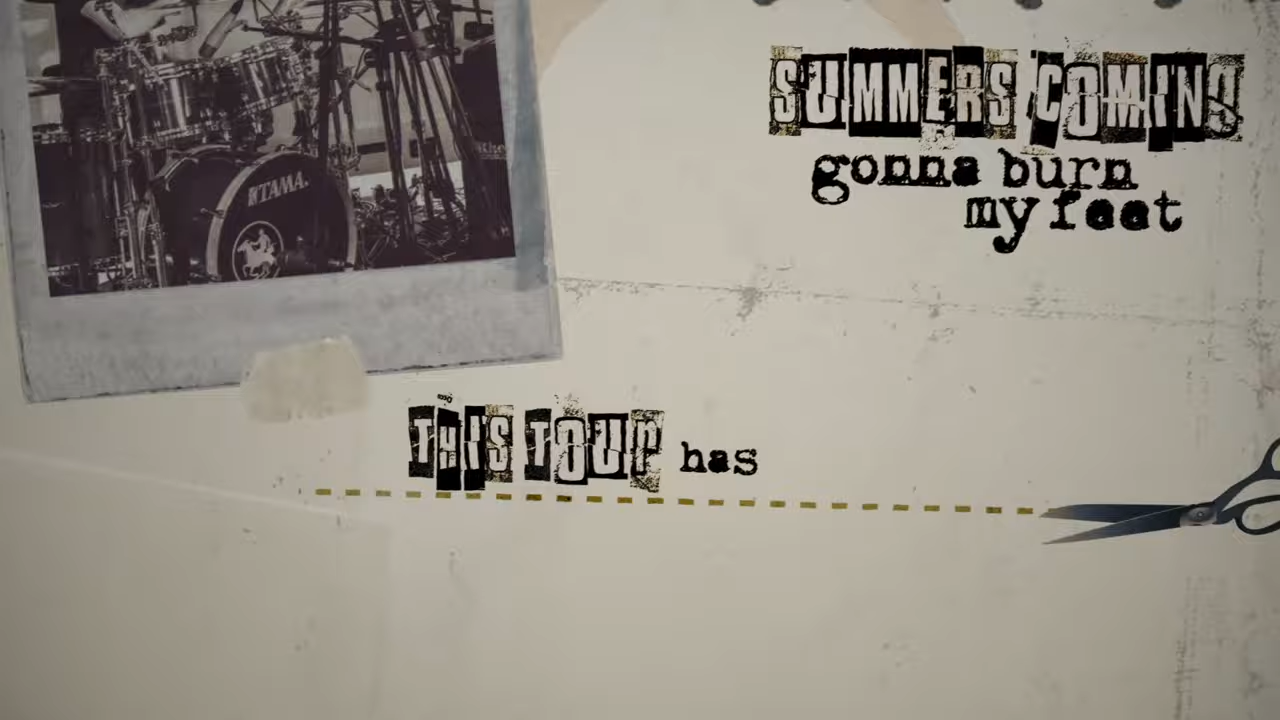 TAMA.
SUMMERS COMING
gonna burn
my feet
THIS TOUR has